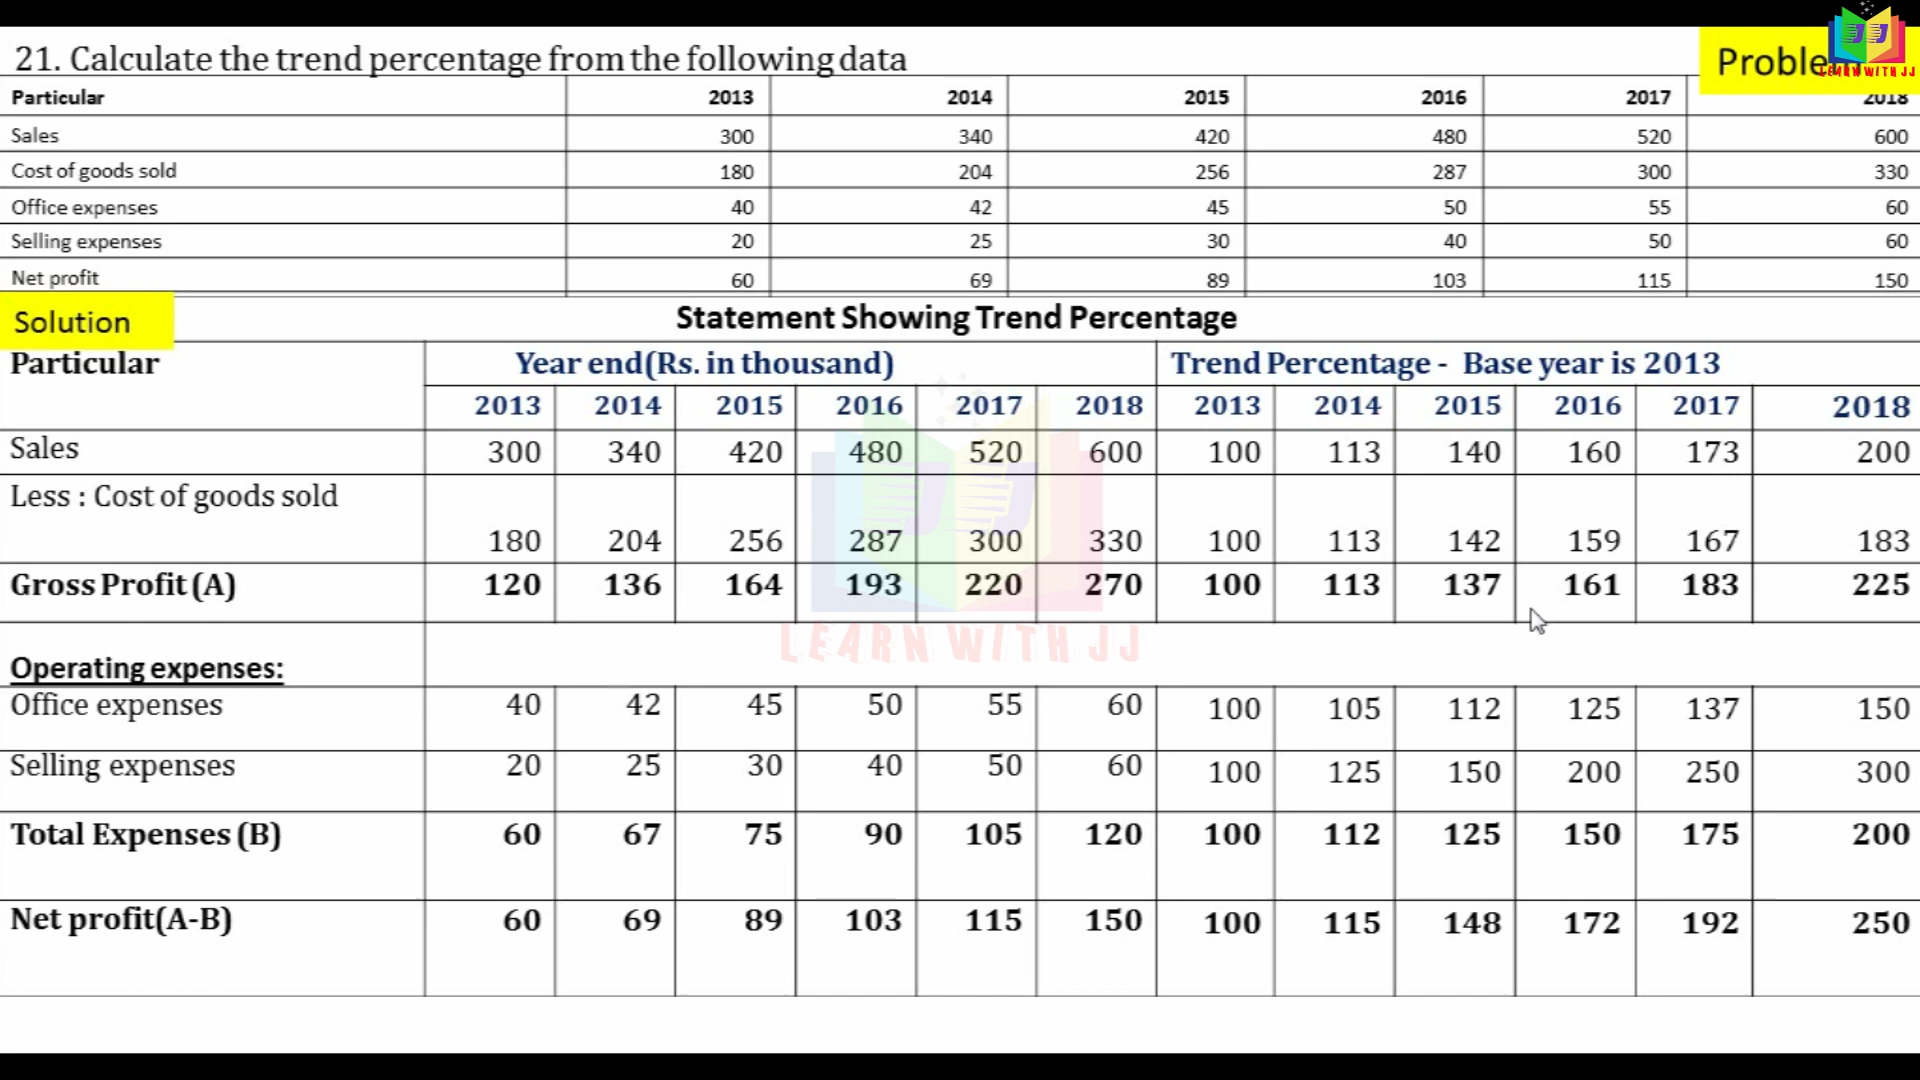 21. Calculate the trend percentage from the following data
Problem
LEARN WITH JJ
Particular 2013 2014 2015 2016 2017 2018
Sales 300 340 420 480 520 600
Cost of goods sold 180 204 256 287 300 330
Office expenses 40 42 45 50 55 60
Selling expenses 20 25 30 40 50 60
Net profit 60 69 89 103 115 150
Solution
Statement Showing Trend Percentage
Particular Year end(Rs. in thousand) Trend Percentage - Base year is 2013
2013 2014 2015 2016 2017 2018 2013 2014 2015 2016 2017 2018
Sales 300 340 420 480 520 600 100 113 140 160 173 200
Less : Cost of goods sold
180 204 256 287 300 330 100 113 142 159 167 183
Gross Profit (A) 120 136 164 193 220 270 100 113 137 161 183 225
LEARN WITH JJ
Operating expenses:
Office expenses 40 42 45 50 55 60 100 105 112 125 137 150
Selling expenses 20 25 30 40 50 60 100 125 150 200 250 300
Total Expenses (B) 60 67 75 90 105 120 100 112 125 150 175 200
Net profit(A-B) 60 69 89 103 115 150 100 115 148 172 192 250